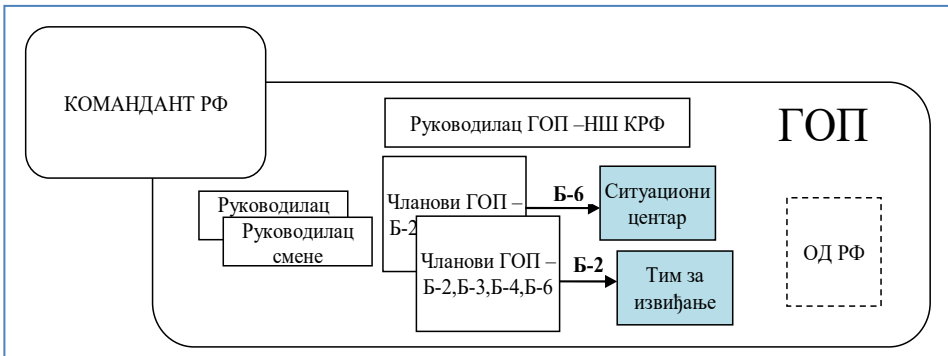 КОМАНДАНТ РФ
Руководилац ГОП –НШ КРФ
ГОП
Руководилац
Руководилац
смене
Чланови ГОП –
Б-2
Чланови ГОП –
Б-2,Б-3,Б-4,Б-6
Б-6
Ситуациони
центар
Б-2
Тим за
извиђање
ОД РФ